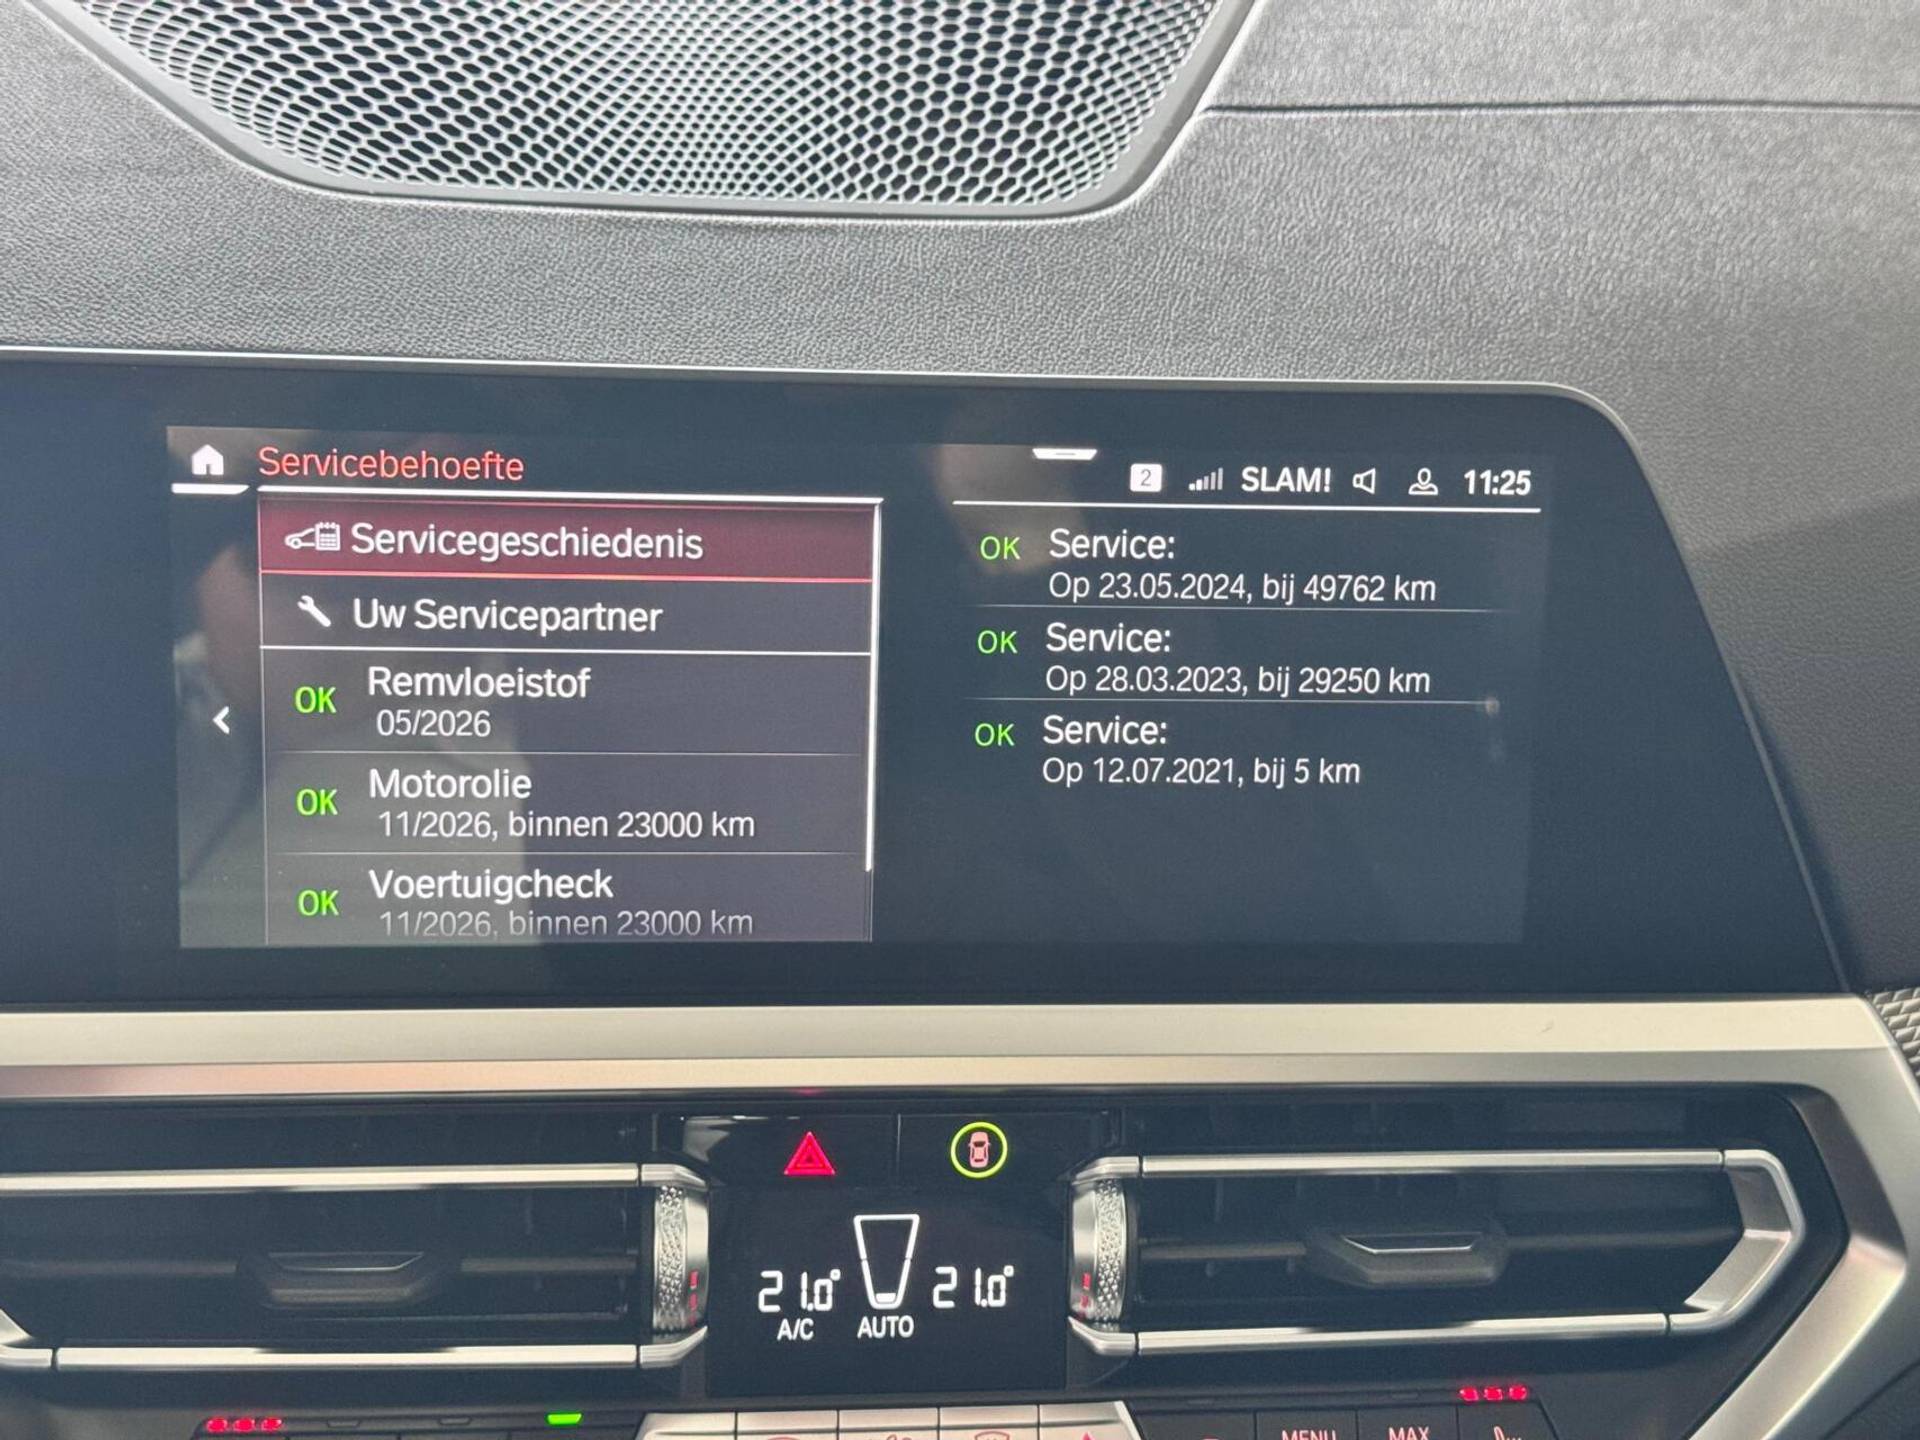 Servicebehoefte
2 SLAM! 11:25
Servicegeschiedenis
Uw Servicepartner
OK Remvloeistof
05/2026
OK Motorolie
11/2026, binnen 23000 km
OK Voertuigcheck
11/2026, binnen 23000 km
OK Service:
Op 23.05.2024, bij 49762 km
OK Service:
Op 28.03.2023, bij 29250 km
OK Service:
Op 12.07.2021, bij 5 km
21.0° 21.0°
A/C AUTO
MENU MAX